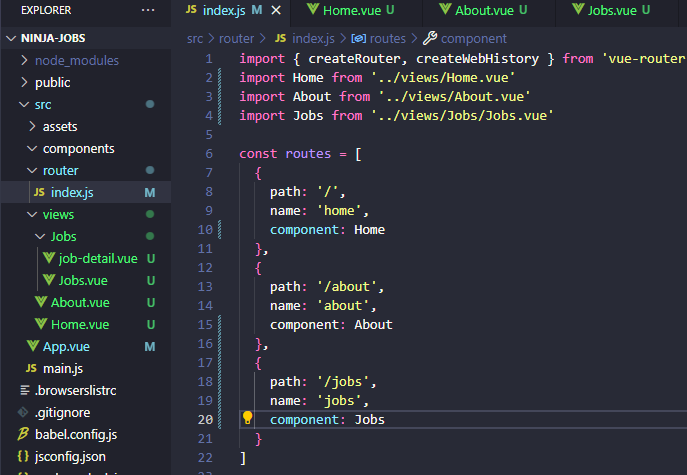 EXPLORER ···
NINJA-JOBS
node_modules
public
src
assets
components
router
JS index.js M
views
Jobs
job-detail.vue U
Jobs.vue U
About.vue U
Home.vue U
App.vue M
JS main.js
.browserslistrc
.gitignore
babel.config.js
jsconfig.json
JS index.js M
Home.vue U
About.vue U
Jobs.vue U
src > router > JS index.js > routes > component
1 import { createRouter, createWebHistory } from 'vue-router
2 import Home from '../views/Home.vue'
3 import About from '../views/About.vue'
4 import Jobs from '../views/Jobs/Jobs.vue'
5
6 const routes = [
7 {
8 path: '/',
9 name: 'home',
10 component: Home
11 },
12 {
13 path: '/about',
14 name: 'about',
15 component: About
16 },
17 {
18 path: '/jobs',
19 name: 'jobs',
20 component: Jobs
21 }
22 ]